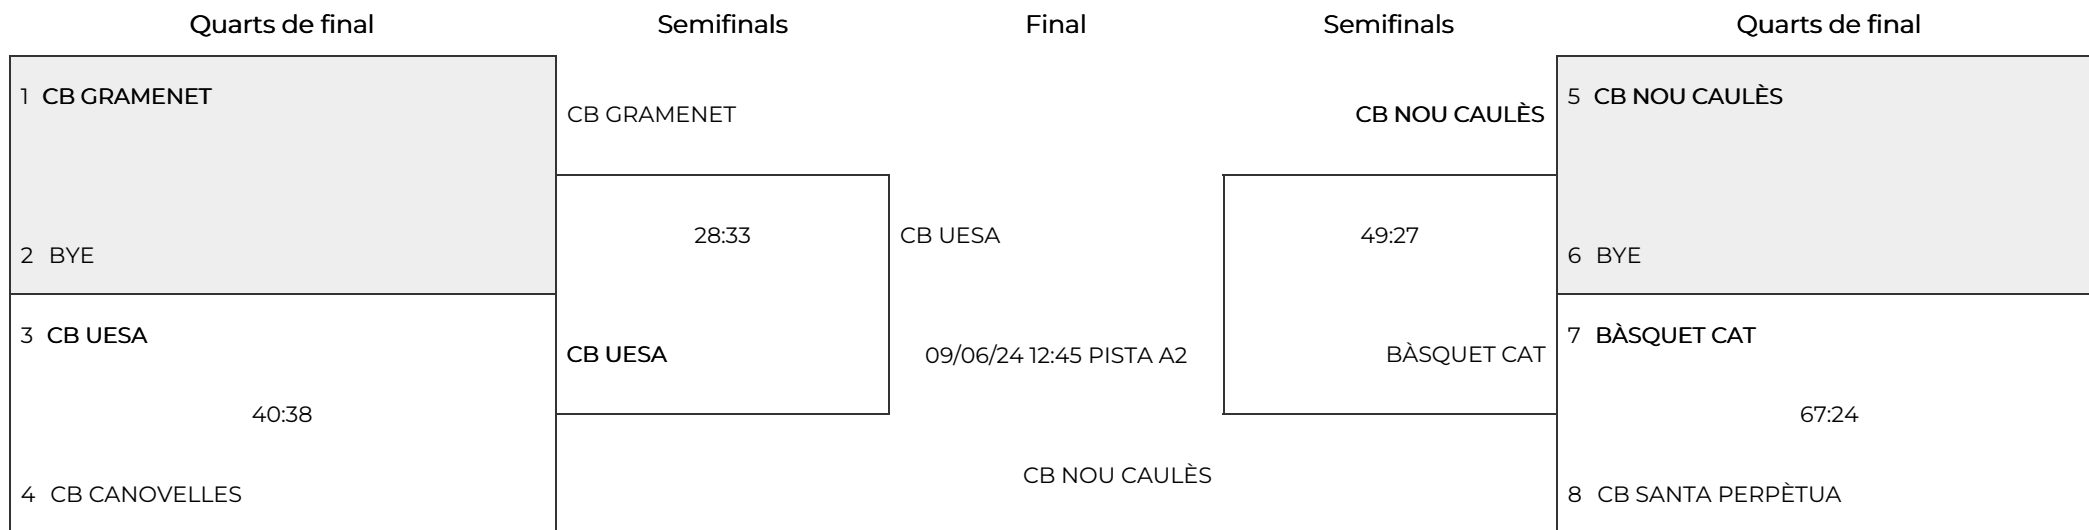 Quarts de final
Semifinals
Final
Semifinals
Quarts de final
1 CB GRAMENET
2 BYE
3 CB UESA
40:38
4 CB CANOVELLES
CB GRAMENET
28:33
CB UESA
CB UESA
09/06/24 12:45 PISTA A2
CB NOU CAULÈS
CB NOU CAULÈS
49:27
BÀSQUET CAT
5 CB NOU CAULÈS
6 BYE
7 BÀSQUET CAT
67:24
8 CB SANTA PERPÈTUA